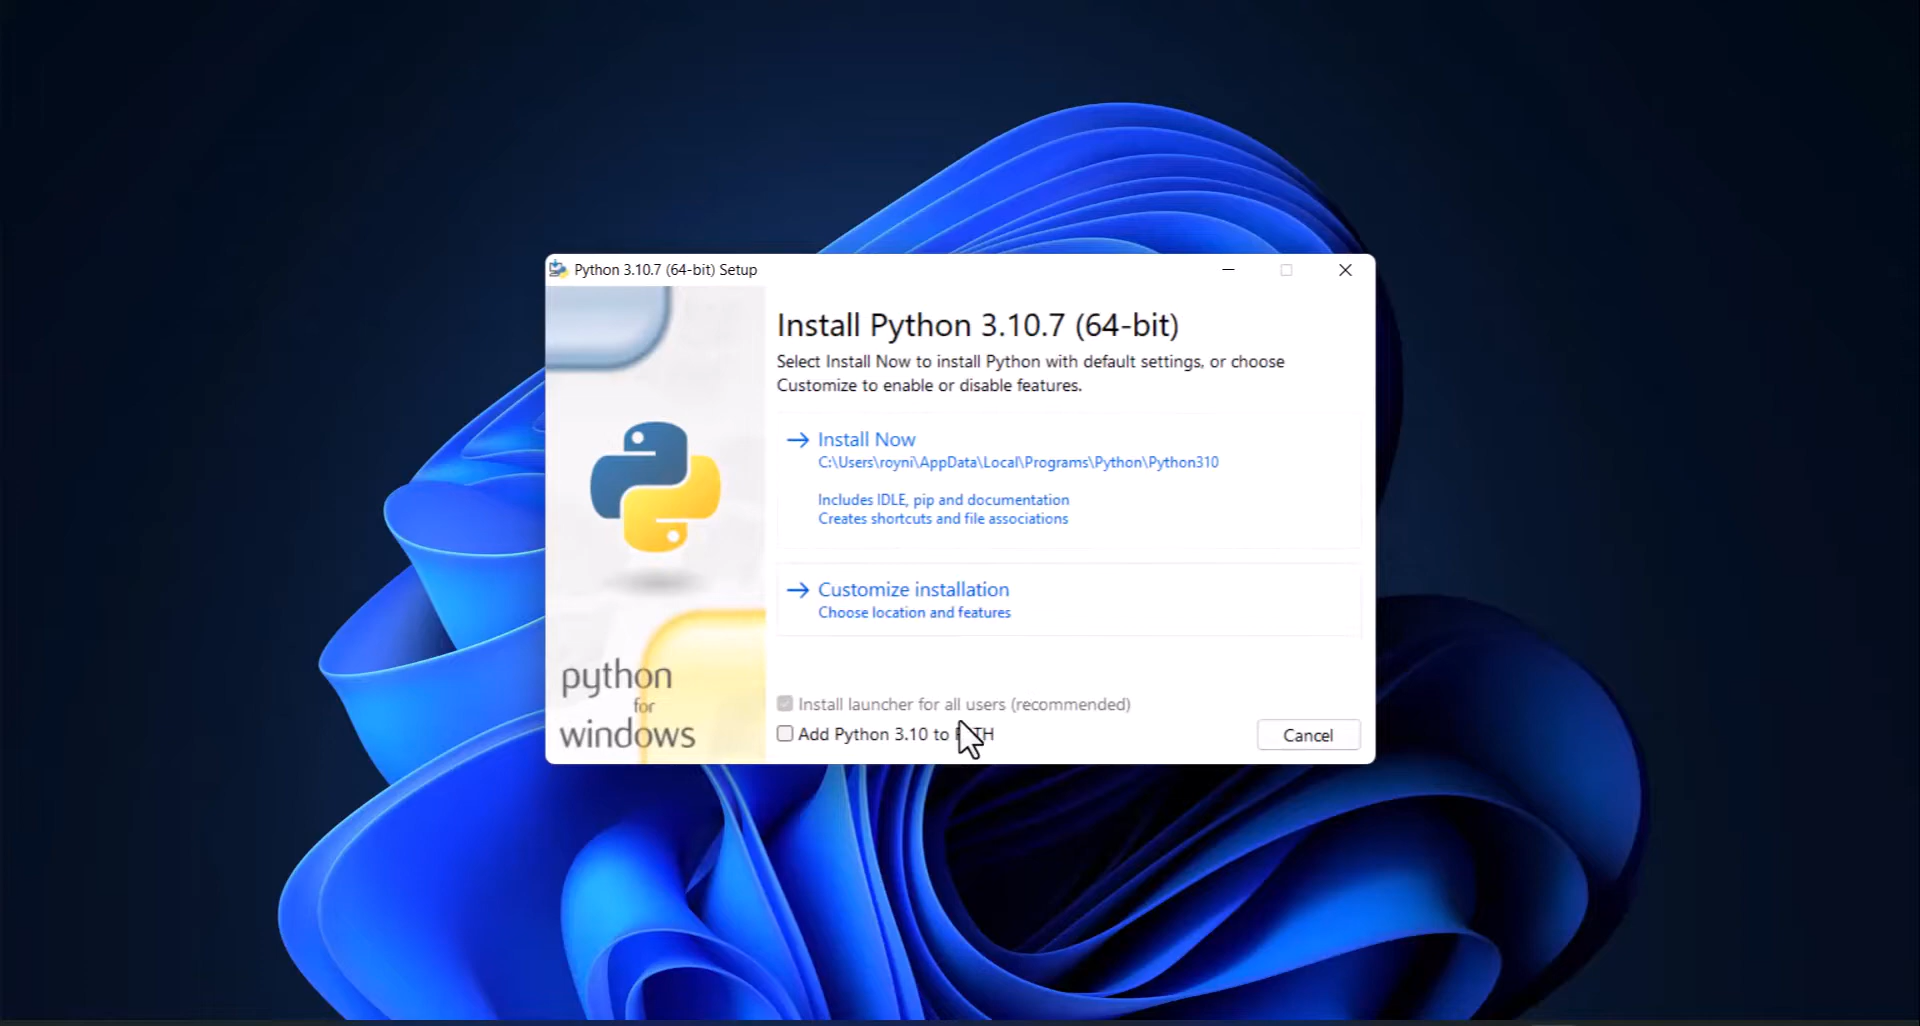 Python 3.10.7 (64-bit) Setup
Install Python 3.10.7 (64-bit)
Select Install Now to install Python with default settings, or choose
Customize to enable or disable features.
Install Now
C:\Users\royni\AppData\Local\Programs\Python\Python310
Includes IDLE, pip and documentation
Creates shortcuts and file associations
Customize installation
Choose location and features
python
for
windows
Install launcher for all users (recommended)
Add Python 3.10 to PATH
Cancel